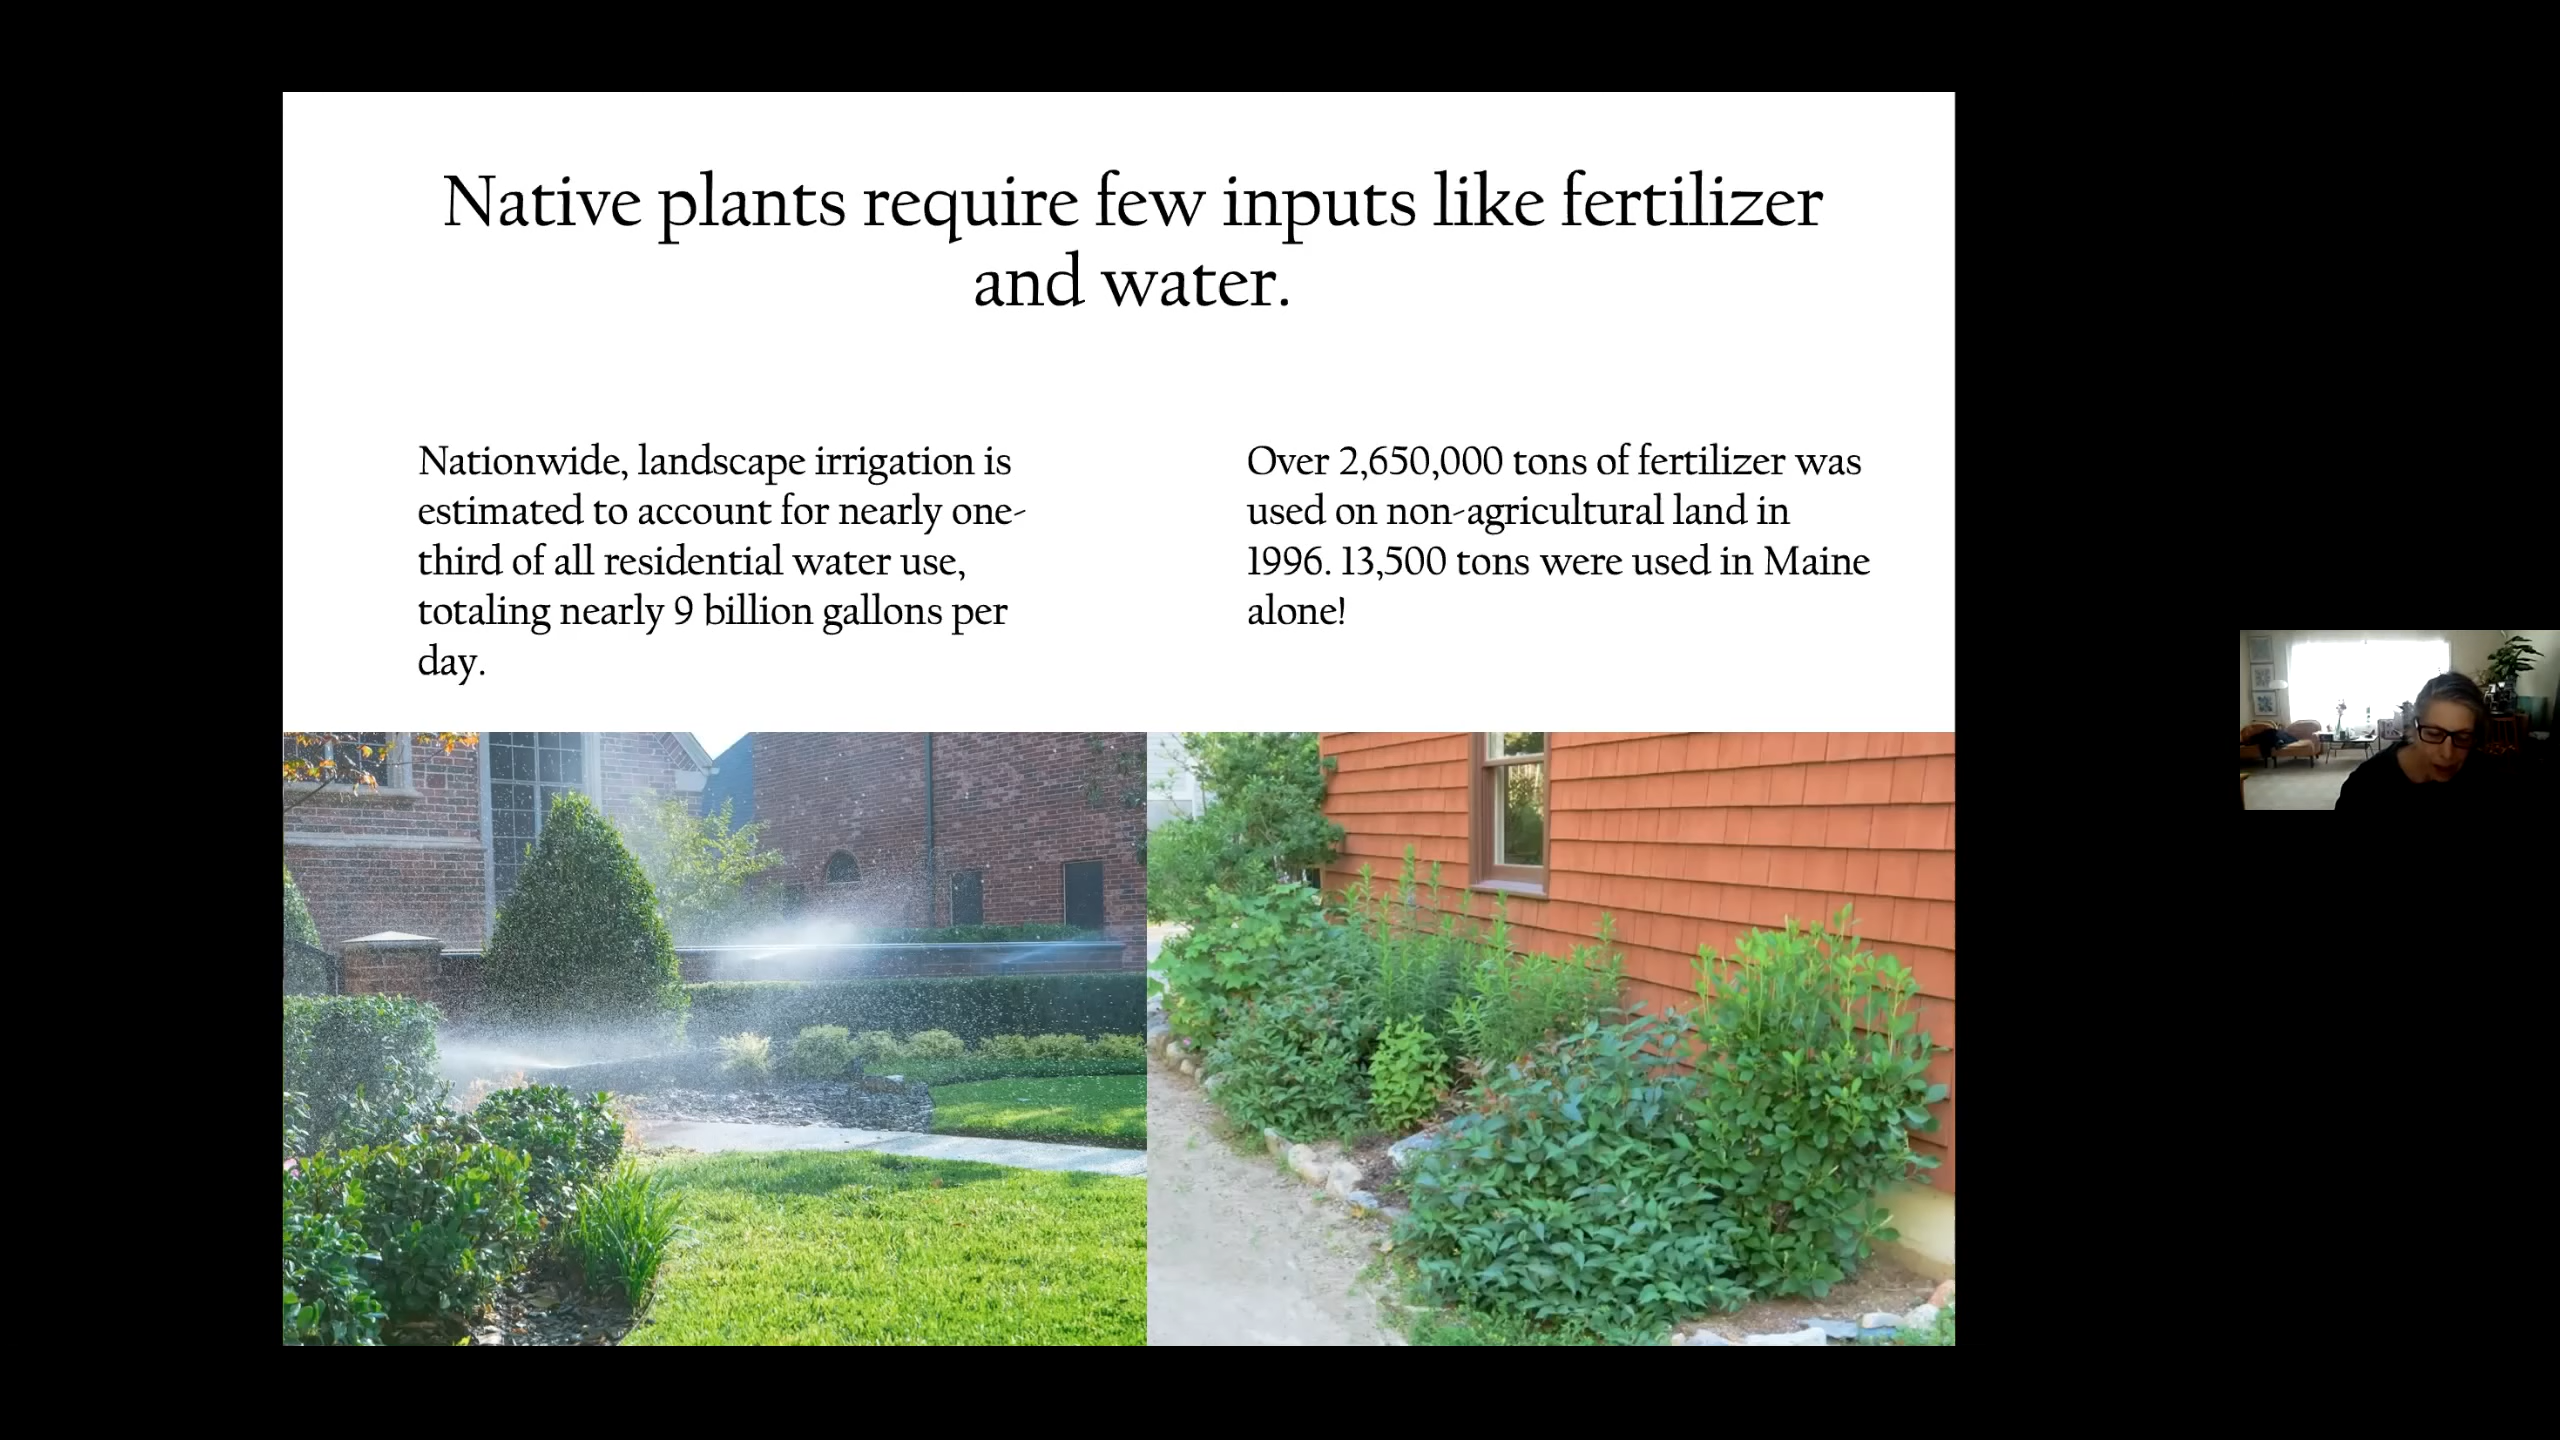 Native plants require few inputs like fertilizer
and water.
Nationwide, landscape irrigation is
estimated to account for nearly one-
third of all residential water use,
totaling nearly 9 billion gallons per
day.
Over 2,650,000 tons of fertilizer was
used on non-agricultural land in
1996. 13,500 tons were used in Maine
alone!